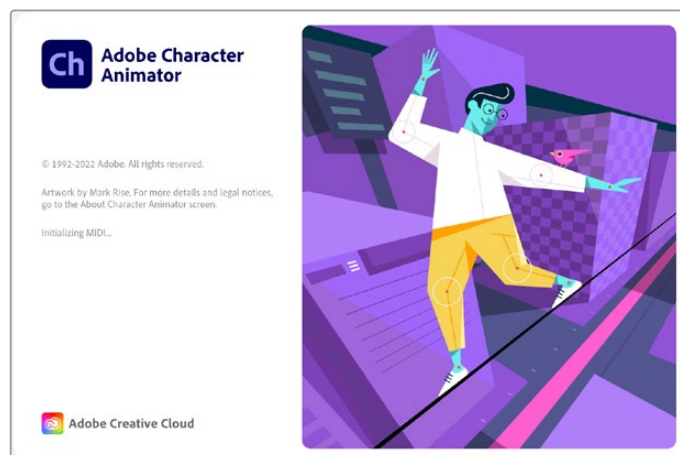 Ch
Adobe Character
Animator
© 1992-2022 Adobe. All rights reserved.
Artwork by Mark Rise. For more details and legal notices,
go to the About Character Animator screen.
Initializing MIDI...
Adobe Creative Cloud